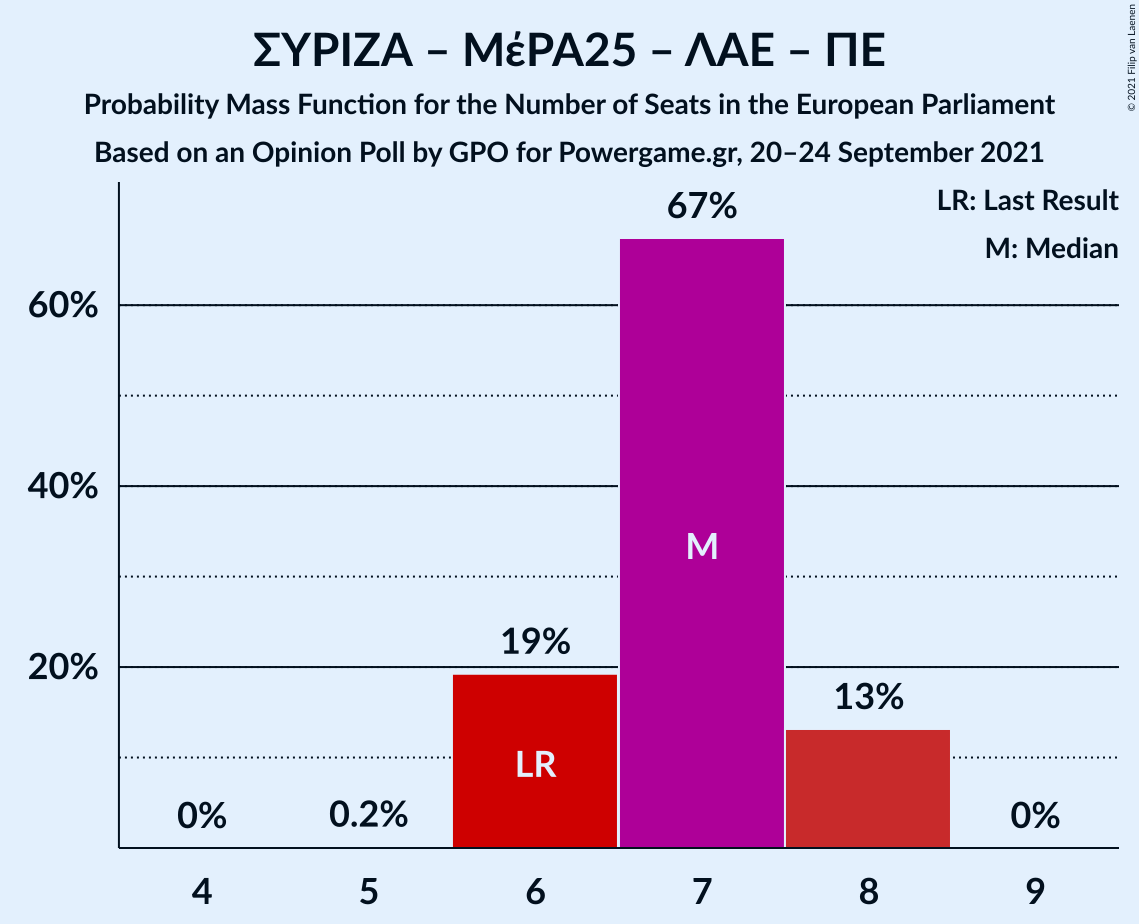 ΣΥΡΙΖΑ – ΜέΡΑ25 – ΛΑΕ – ΠΕ
Probability Mass Function for the Number of Seats in the European Parliament
Based on an Opinion Poll by GPO for Powergame.gr, 20–24 September 2021
© 2021 Filip van Laenen
LR: Last Result
M: Median
67%
60%
40%
M
19%
20%
13%
LR
0%
0.2%
0%
4 5 6 7 8 9